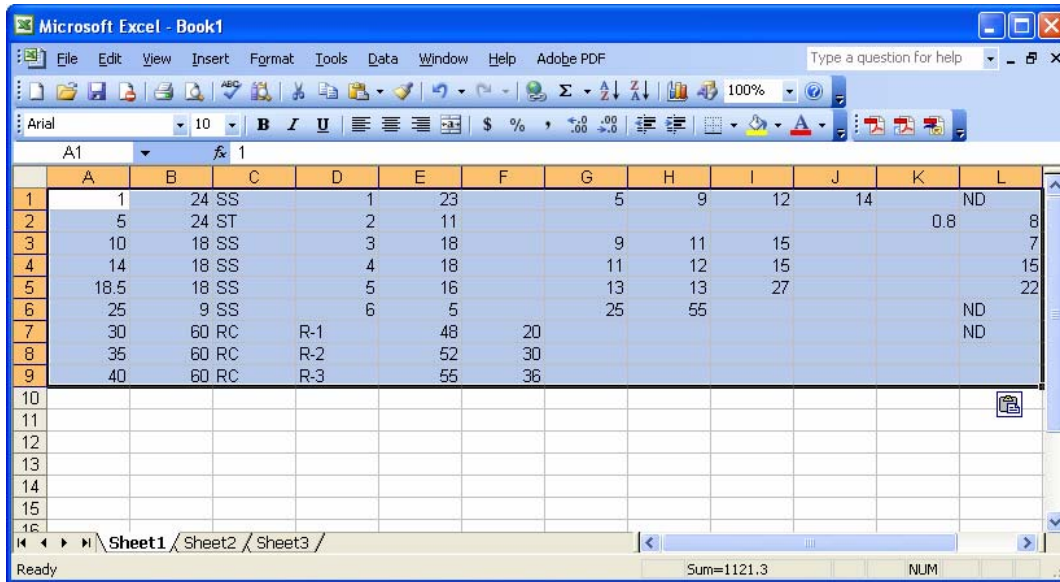 Microsoft Excel - Book1
File Edit View Insert Format Tools Data Window Help Adobe PDF Type a question for help
100%
Arial 10 B I U $ % ,
A1 fx 1
A B C D E F G H I J K L
1 1 24 SS 1 23 5 9 12 14 ND
2 5 24 ST 2 11 0.8 8
3 10 18 SS 3 18 9 11 15 7
4 14 18 SS 4 18 11 12 15 15
5 18.5 18 SS 5 16 13 13 27 22
6 25 9 SS 6 5 25 55 ND
7 30 60 RC R-1 48 20 ND
8 35 60 RC R-2 52 30
9 40 60 RC R-3 55 36
10
11
12
13
14
15
16
Sheet1 Sheet2 Sheet3
Ready Sum=1121.3 NUM